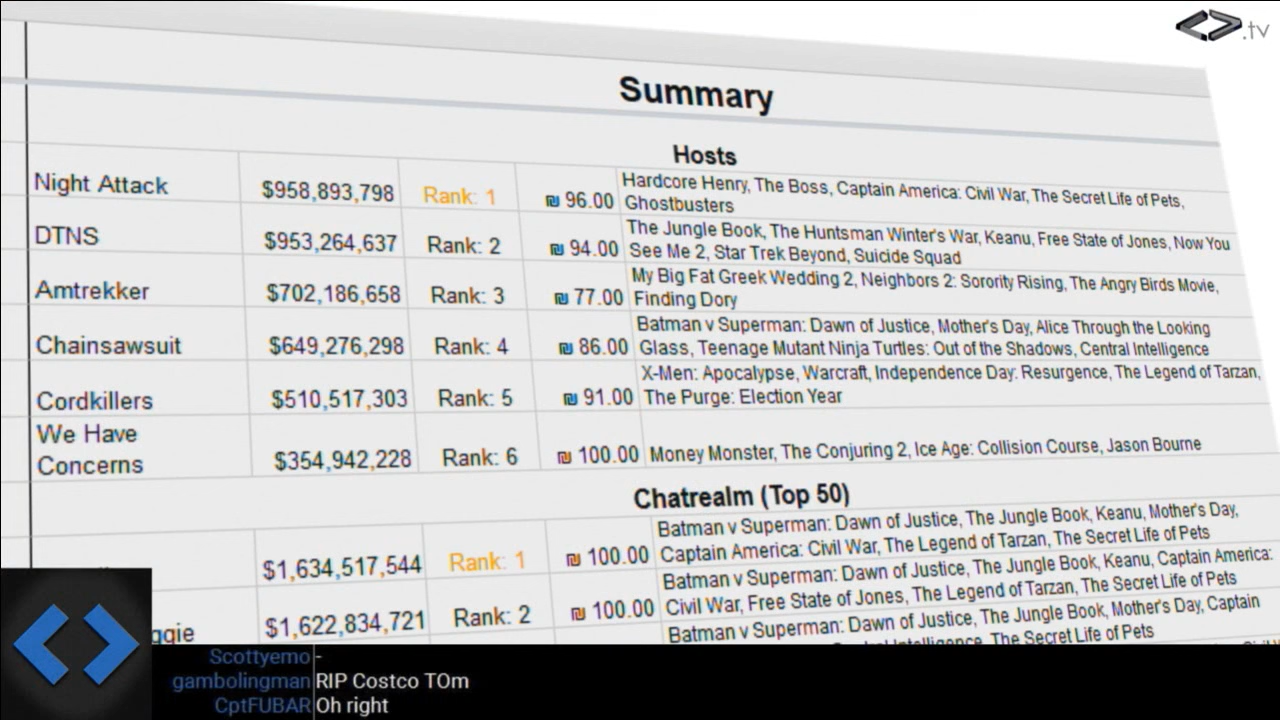 .tv
Summary
Hosts
Night Attack $958,893,798 Rank: 1 ₪ 96.00 Hardcore Henry, The Boss, Captain America: Civil War, The Secret Life of Pets,
Ghostbusters
DTNS $953,264,637 Rank: 2 ₪ 94.00 The Jungle Book, The Huntsman Winter's War, Keanu, Free State of Jones, Now You
See Me 2, Star Trek Beyond, Suicide Squad
Amtrekker $702,186,658 Rank: 3 ₪ 77.00 My Big Fat Greek Wedding 2, Neighbors 2: Sorority Rising, The Angry Birds Movie,
Finding Dory
Chainsawsuit $649,276,298 Rank: 4 ₪ 86.00 Batman v Superman: Dawn of Justice, Mother's Day, Alice Through the Looking
Glass, Teenage Mutant Ninja Turtles: Out of the Shadows, Central Intelligence
Cordkillers $510,517,303 Rank: 5 ₪ 91.00 X-Men: Apocalypse, Warcraft, Independence Day: Resurgence, The Legend of Tarzan,
The Purge: Election Year
We Have
Concerns $354,942,228 Rank: 6 ₪ 100.00 Money Monster, The Conjuring 2, Ice Age: Collision Course, Jason Bourne
Chatrealm (Top 50)
$1,634,517,544 Rank: 1 ₪ 100.00 Batman v Superman: Dawn of Justice, The Jungle Book, Keanu, Mother's Day,
Captain America: Civil War, The Legend of Tarzan, The Secret Life of Pets
ggie $1,622,834,721 Rank: 2 ₪ 100.00 Batman v Superman: Dawn of Justice, The Jungle Book, Keanu, Captain America:
Civil War, Free State of Jones, The Legend of Tarzan, The Secret Life of Pets
Batman v Superman: Dawn of Justice, The Jungle Book, Mother's Day, Captain
Intelligence, The Secret Life of Pets
Scottyemo -
gambolingman RIP Costco TOm
CptFUBAR Oh right